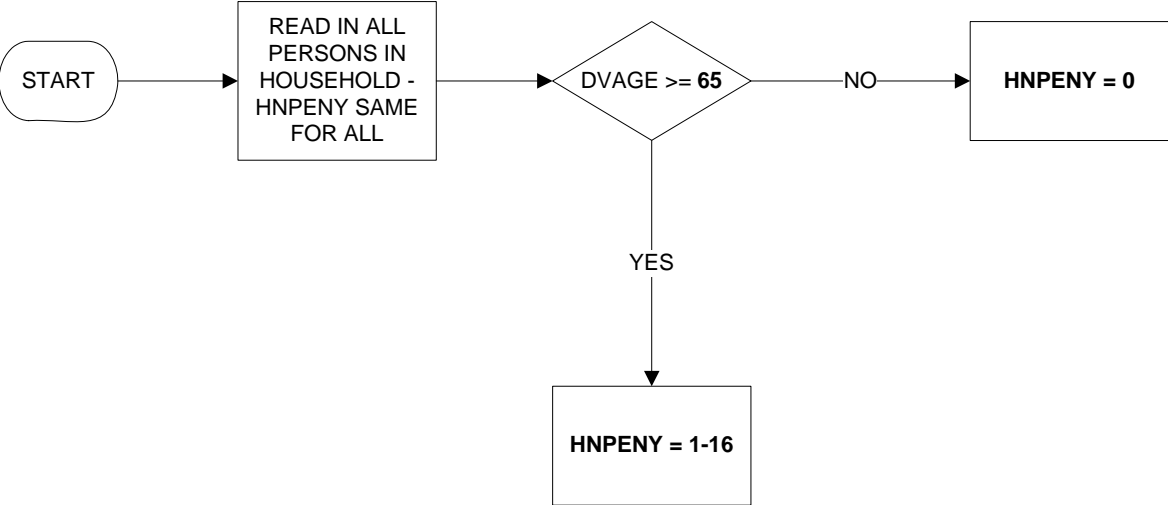 START
READ IN ALL
PERSONS IN
HOUSEHOLD -
HNPENY SAME
FOR ALL
DVAGE >= 65
NO
HNPENY = 0
YES
HNPENY = 1-16